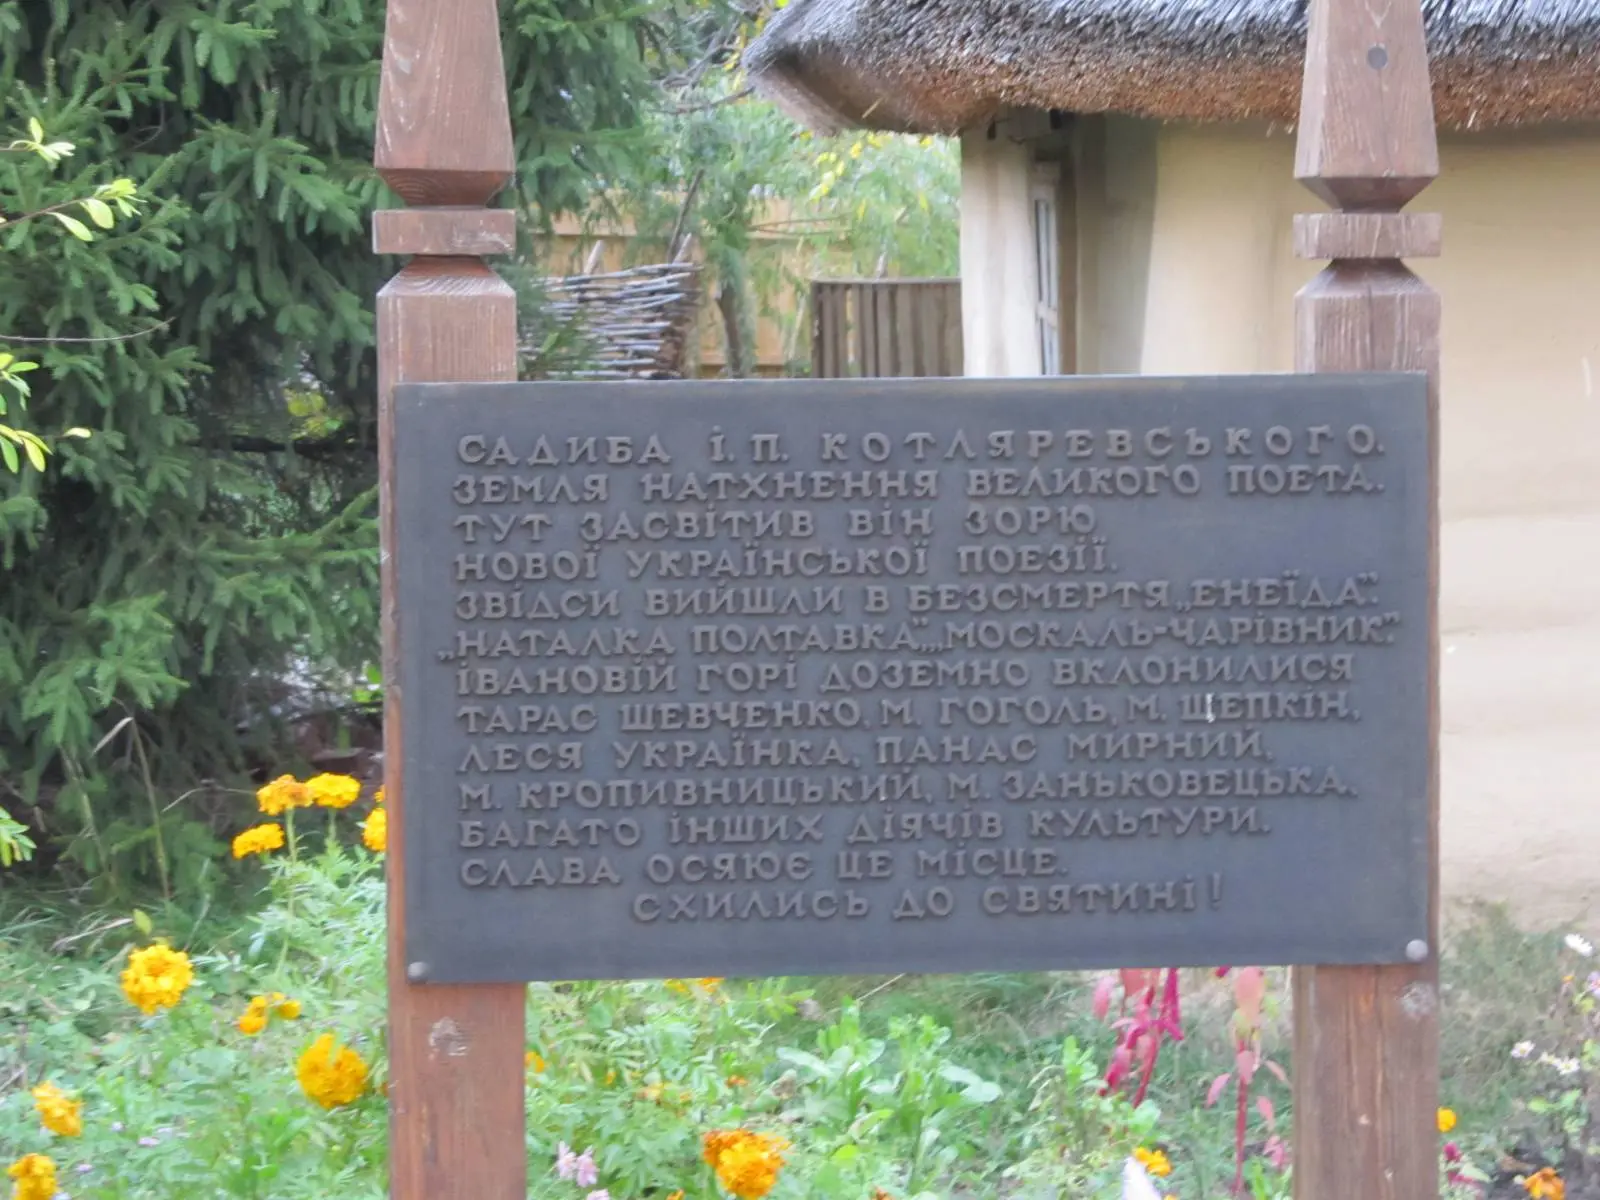 САДИБА І. П. КОТЛЯРЕВСЬКОГО.
ЗЕМЛЯ НАТХНЕННЯ ВЕЛИКОГО ПОЕТА.
ТУТ ЗАСВІТИВ ВІН ЗОРЮ
НОВОЇ УКРАЇНСЬКОЇ ПОЕЗІЇ.
ЗВІДСИ ВИЙШЛИ В БЕЗСМЕРТЯ „ЕНЕЇДА”.
„НАТАЛКА ПОЛТАВКА”, „МОСКАЛЬ-ЧАРІВНИК”.
ІВАНОВІЙ ГОРІ ДОЗЕМНО ВКЛОНИЛИСЯ
ТАРАС ШЕВЧЕНКО, М. ГОГОЛЬ, М. ЩЕПКІН,
ЛЕСЯ УКРАЇНКА, ПАНАС МИРНИЙ,
М. КРОПИВНИЦЬКИЙ, М. ЗАНЬКОВЕЦЬКА,
БАГАТО ІНШИХ ДІЯЧІВ КУЛЬТУРИ.
СЛАВА ОСЯЮЄ ЦЕ МІСЦЕ.
СХИЛИСЬ ДО СВЯТИНІ!